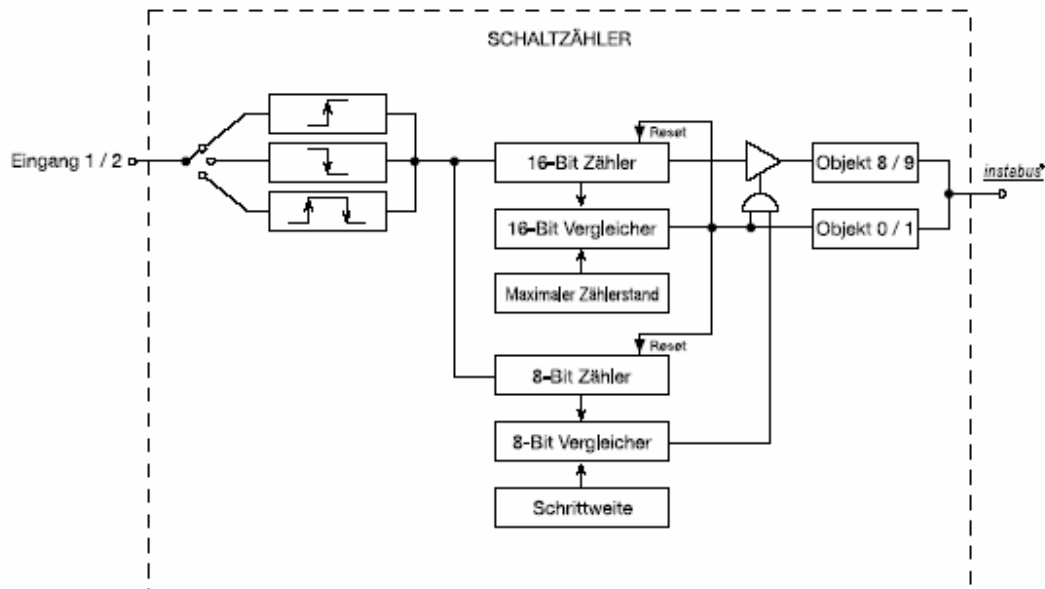 SCHALTZÄHLER
Eingang 1 / 2
Reset
16-Bit Zähler
Objekt 8 / 9
instabus
16-Bit Vergleicher
Objekt 0 / 1
Maximaler Zählerstand
Reset
8-Bit Zähler
8-Bit Vergleicher
Schrittweite